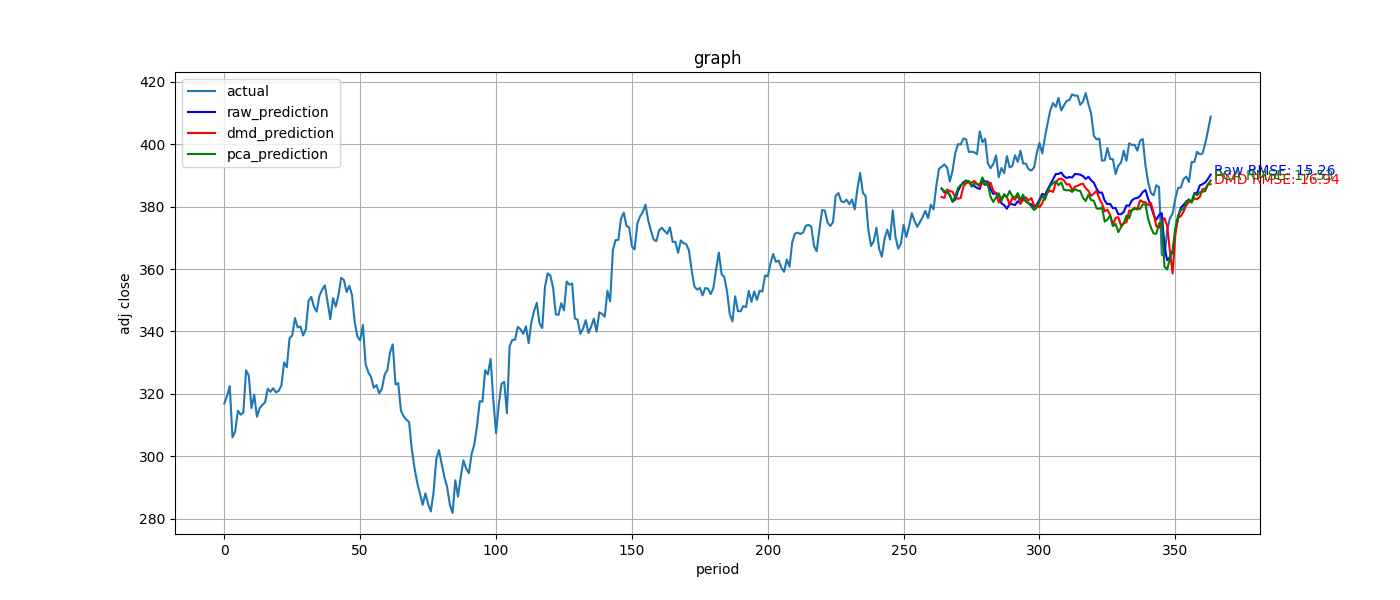 graph
actual
raw_prediction
dmd_prediction
pca_prediction
420
400
380
360
340
320
300
280
adj close
0
50
100
150
200
250
300
350
period
Raw RMSE: 15.26
DMD RMSE: 16.94